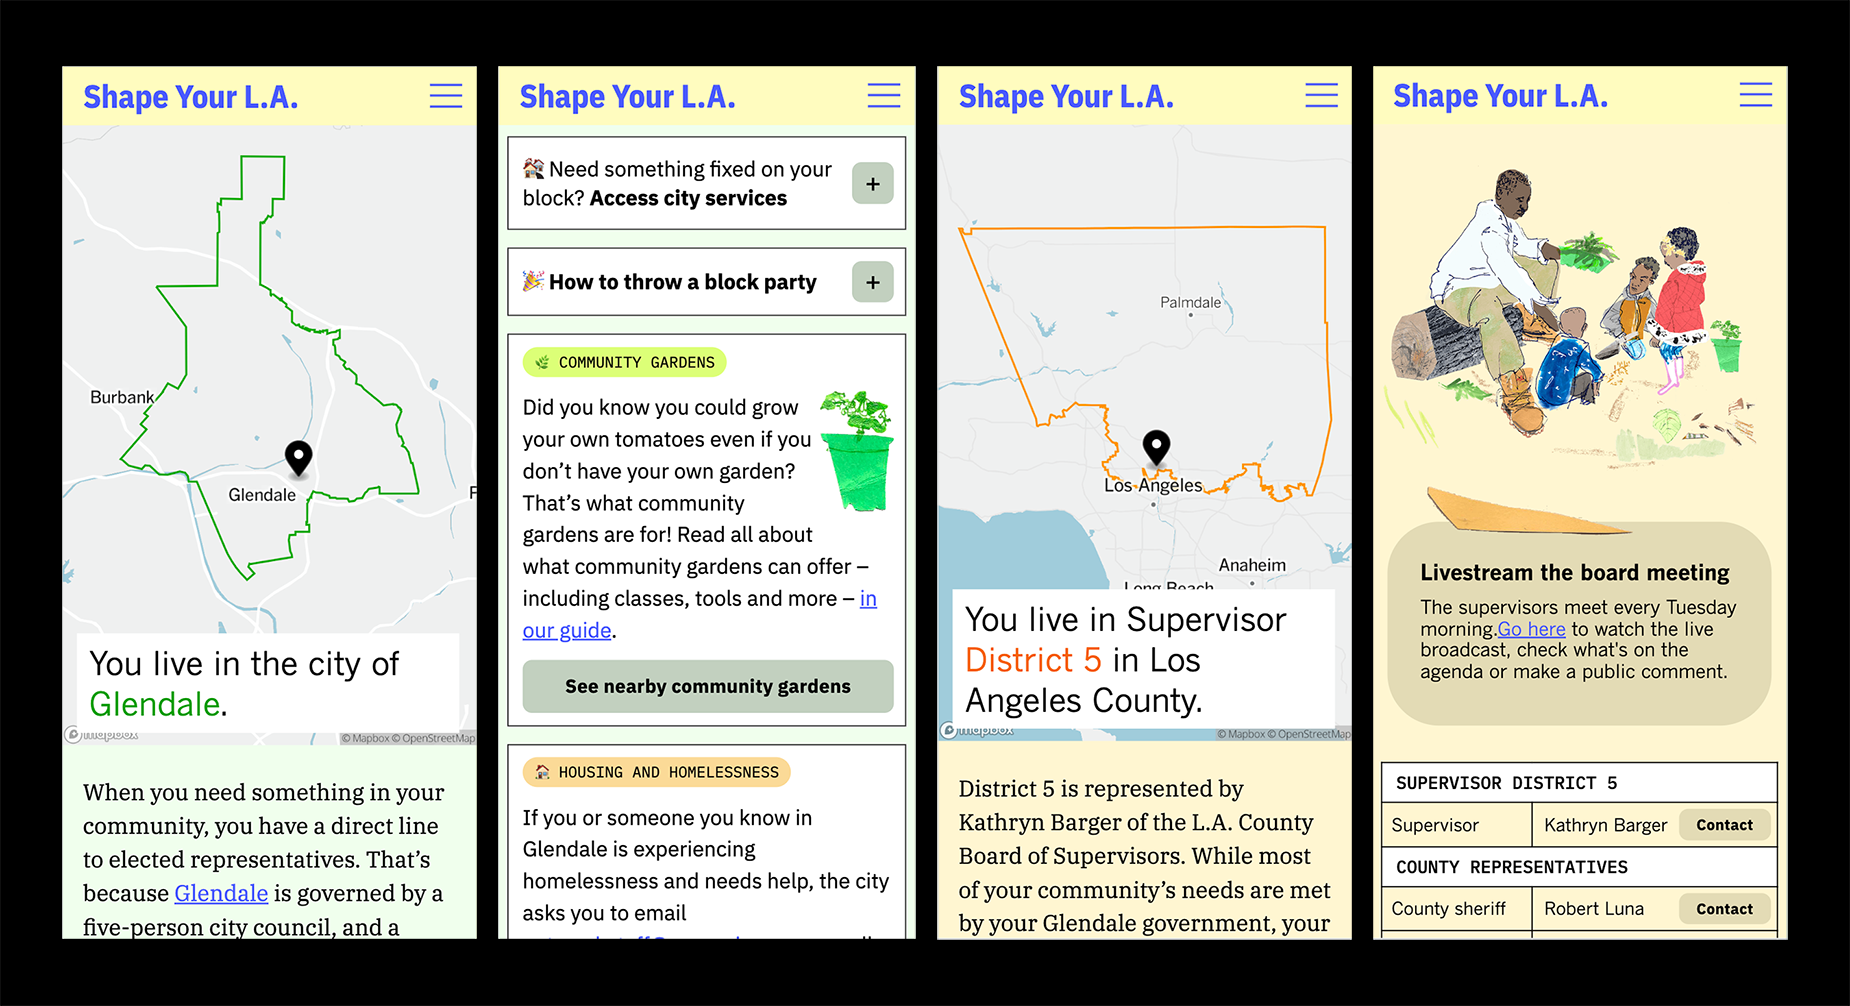 Shape Your L.A.
Burbank
Glendale
You live in the city of
Glendale.
mapbox
© Mapbox © OpenStreetMap
When you need something in your
community, you have a direct line
to elected representatives. That's
because Glendale is governed by a
five-person city council, and a
Shape Your L.A.
Need something fixed on your
block? Access city services
+
How to throw a block party
+
COMMUNITY GARDENS
Did you know you could grow
your own tomatoes even if you
don't have your own garden?
That's what community
gardens are for! Read all about
what community gardens can offer –
including classes, tools and more – in
our guide.
See nearby community gardens
HOUSING AND HOMELESSNESS
If you or someone you know in
Glendale is experiencing
homelessness and needs help, the city
asks you to email
Shape Your L.A.
Palmdale
Los Angeles
Anaheim
Long Beach
You live in Supervisor
District 5 in Los
Angeles County.
mapbox
© Mapbox © OpenStreetMap
District 5 is represented by
Kathryn Barger of the L.A. County
Board of Supervisors. While most
of your community's needs are met
by your Glendale government, your
Shape Your L.A.
Livestream the board meeting
The supervisors meet every Tuesday
morning.Go here to watch the live
broadcast, check what's on the
agenda or make a public comment.
SUPERVISOR DISTRICT 5
Supervisor Kathryn Barger Contact
COUNTY REPRESENTATIVES
County sheriff Robert Luna Contact